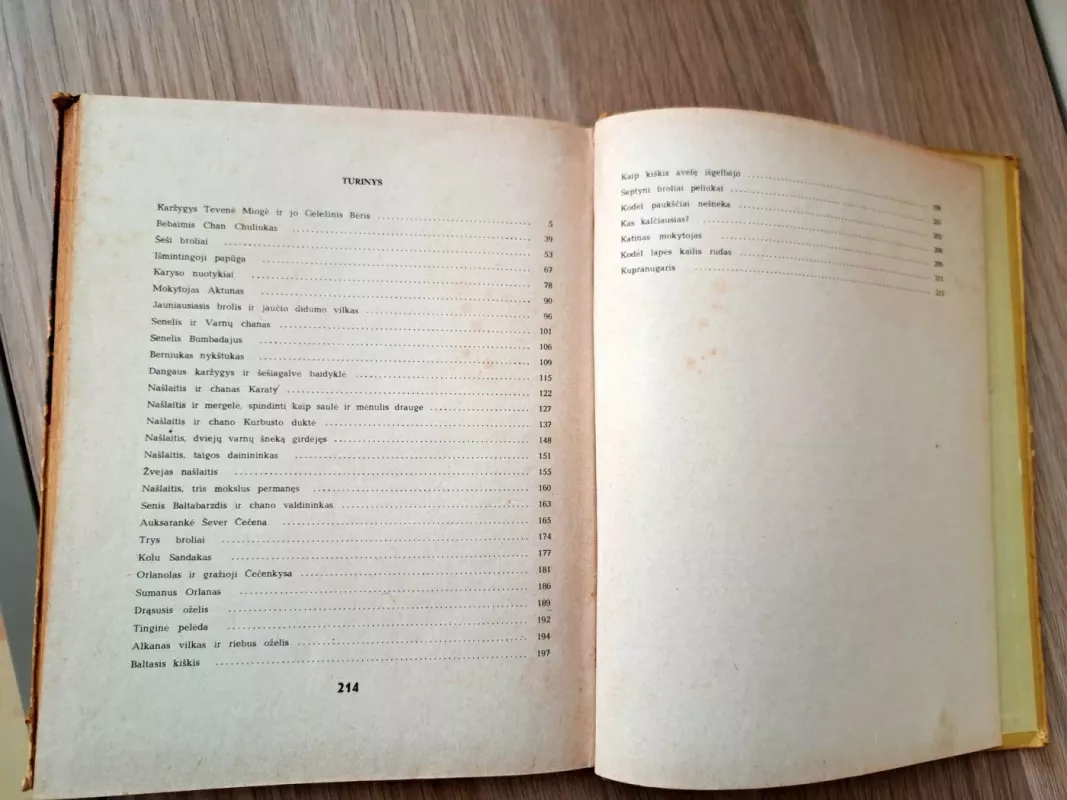 TURINYS
Karžygys Tevenė Miogė ir jo Geležinis Bėris 5
Bebaimis Chan Chuliukas 39
Šeši broliai 53
Išmintingoji papūga 67
Karyso nuotykiai 78
Mokytojas Aktunas 90
Jauniausiasis brolis ir jaučio didumo vilkas 96
Senelis ir Varnų chanas 101
Senelis Bumbadajus 106
Berniukas nykštukas 109
Dangaus karžygys ir šešiagalvė baidyklė 115
Našlaitis ir chanas Karaty 122
Našlaitis ir mergelė, spindinti kaip saulė ir mėnulis drauge 127
Našlaitis ir chano Kurbusto duktė 137
Našlaitis, dviejų varnų šneką girdėjęs 148
Našlaitis, taigos dainininkas 151
Žvejas našlaitis 155
Našlaitis, tris mokslus permanęs 160
Senis Baltabarzdis ir chano valdininkas 163
Auksarankė Sever Čečena 165
Trys broliai 174
Kolu Sandakas 177
Orlanolas ir gražioji Čečenkysa 181
Sumanus Orlanas 186
Drąsusis oželis 189
Tinginė pelėda 192
Alkanas vilkas ir riebus oželis 194
Baltasis kiškis 197
214
Kaip kiškis avelę išgelbėjo
Septyni broliai peliukai
Kodėl paukščiai nešneka
Kas kalčiausias?
Katinas mokytojas
Kodėl lapės kailis rudas
Kupranugaris